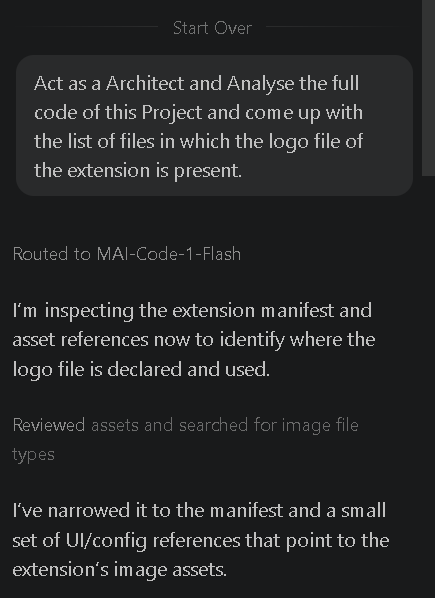 Start Over
Act as a Architect and Analyse the full
code of this Project and come up with
the list of files in which the logo file of
the extension is present.
Routed to MAI-Code-1-Flash
I'm inspecting the extension manifest and
asset references now to identify where the
logo file is declared and used.
Reviewed assets and searched for image file
types
I've narrowed it to the manifest and a small
set of UI/config references that point to the
extension's image assets.